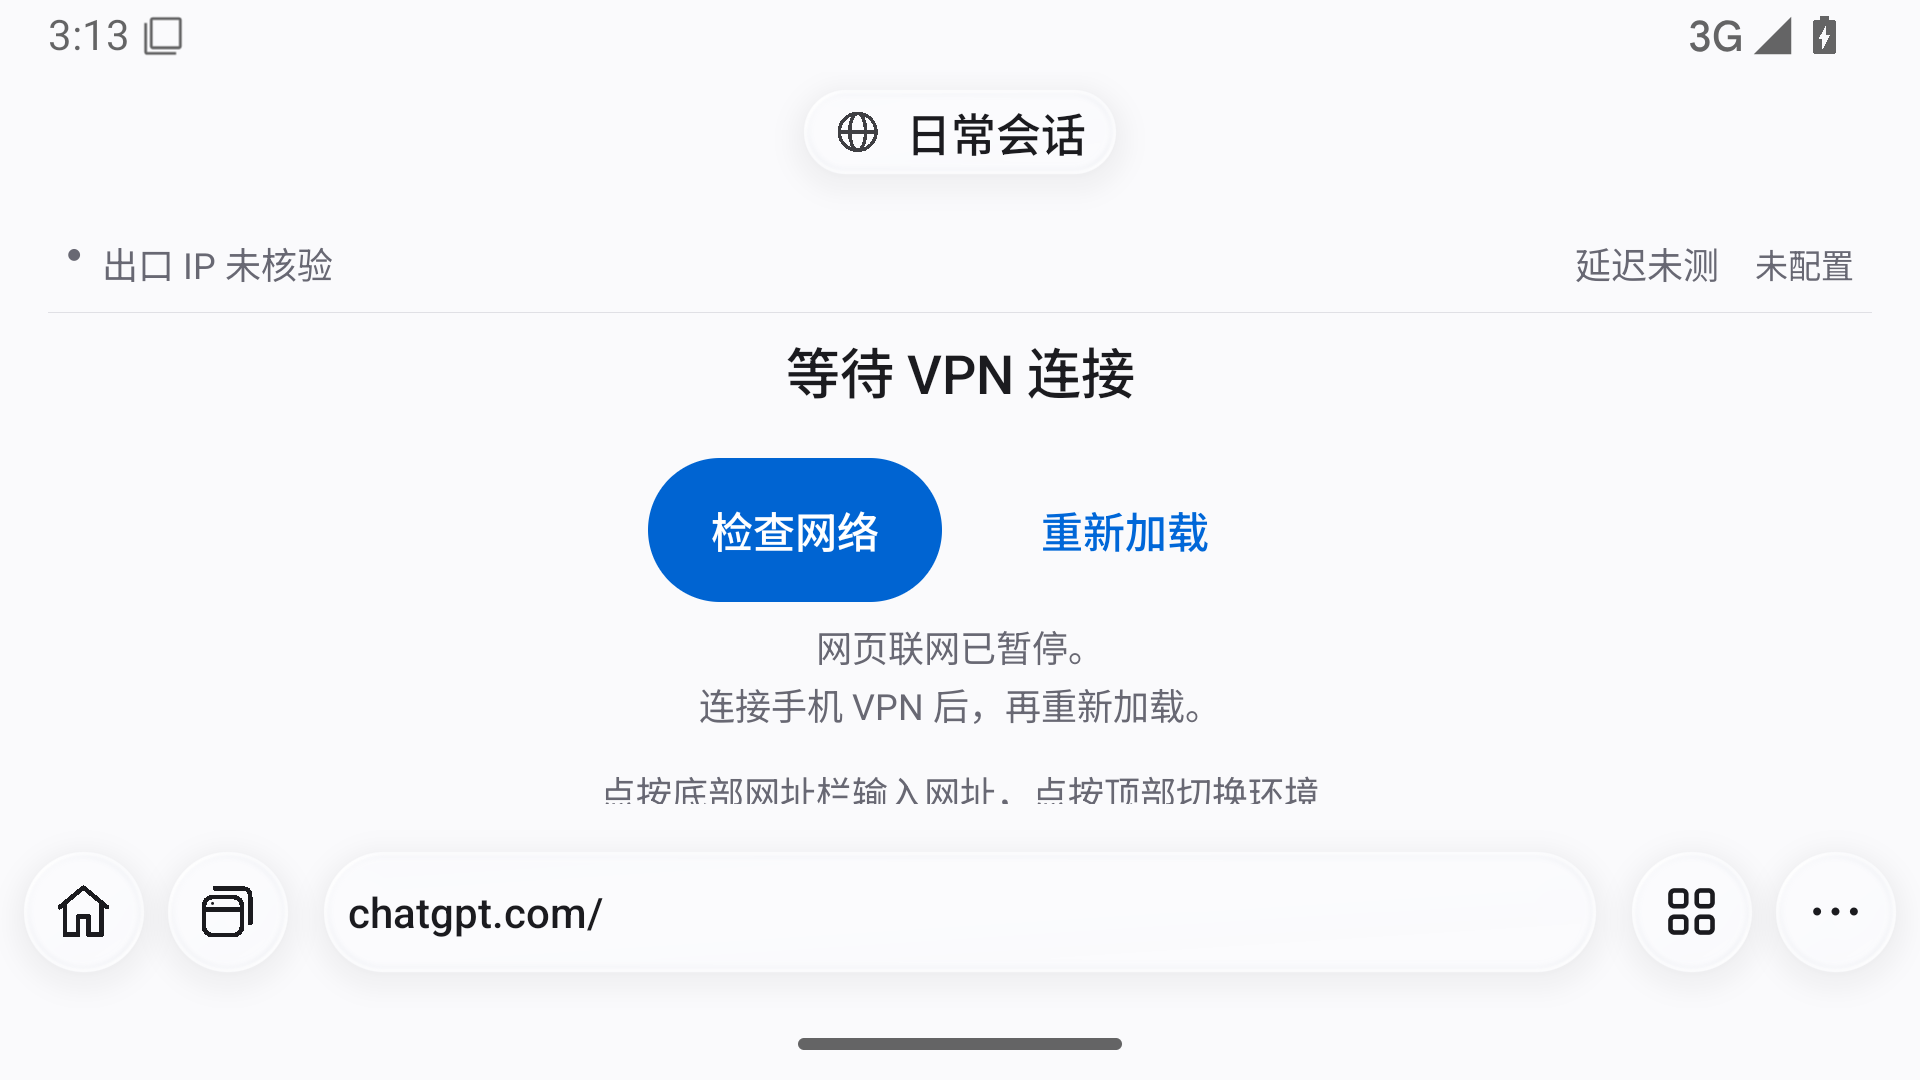 3:13
3G
日常会话
出口 IP 未核验
延迟未测 未配置
等待 VPN 连接
检查网络
重新加载
网页联网已暂停。
连接手机 VPN 后，再重新加载。
点按底部网址栏输入网址，点按顶部切换环境
chatgpt.com/